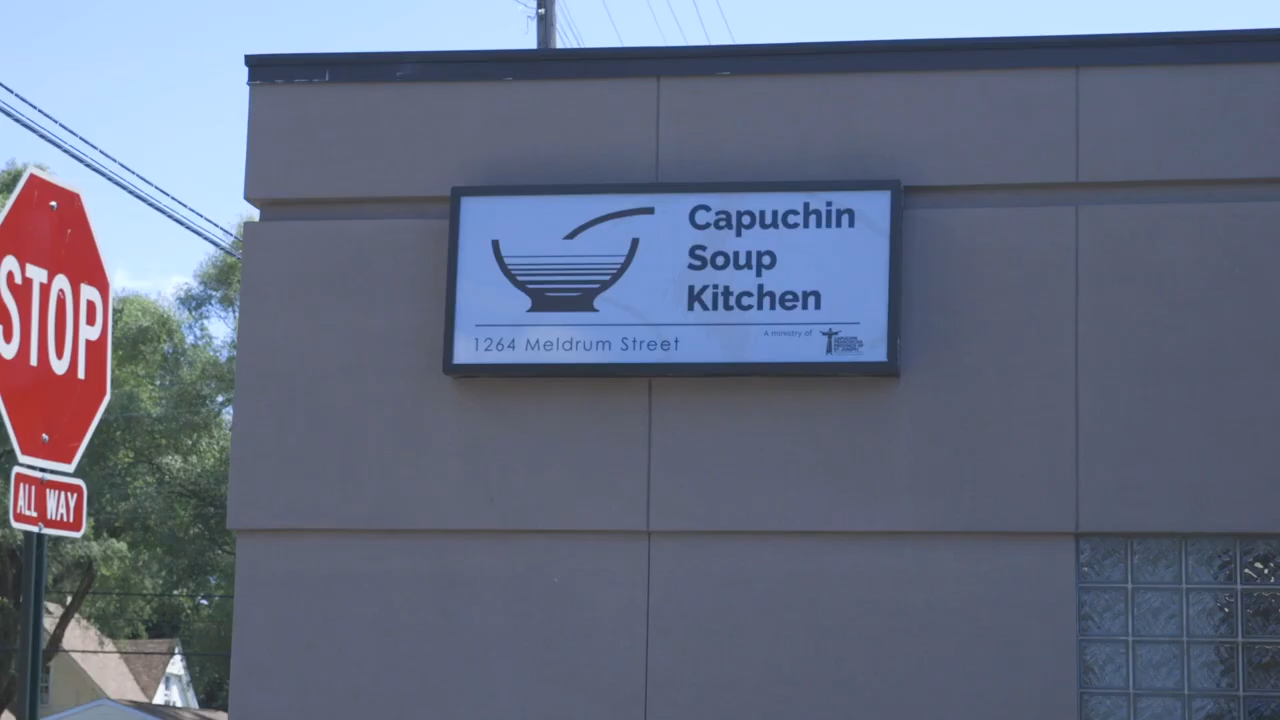 STOP
ALL WAY
Capuchin
Soup
Kitchen
1264 Meldrum Street
A ministry of